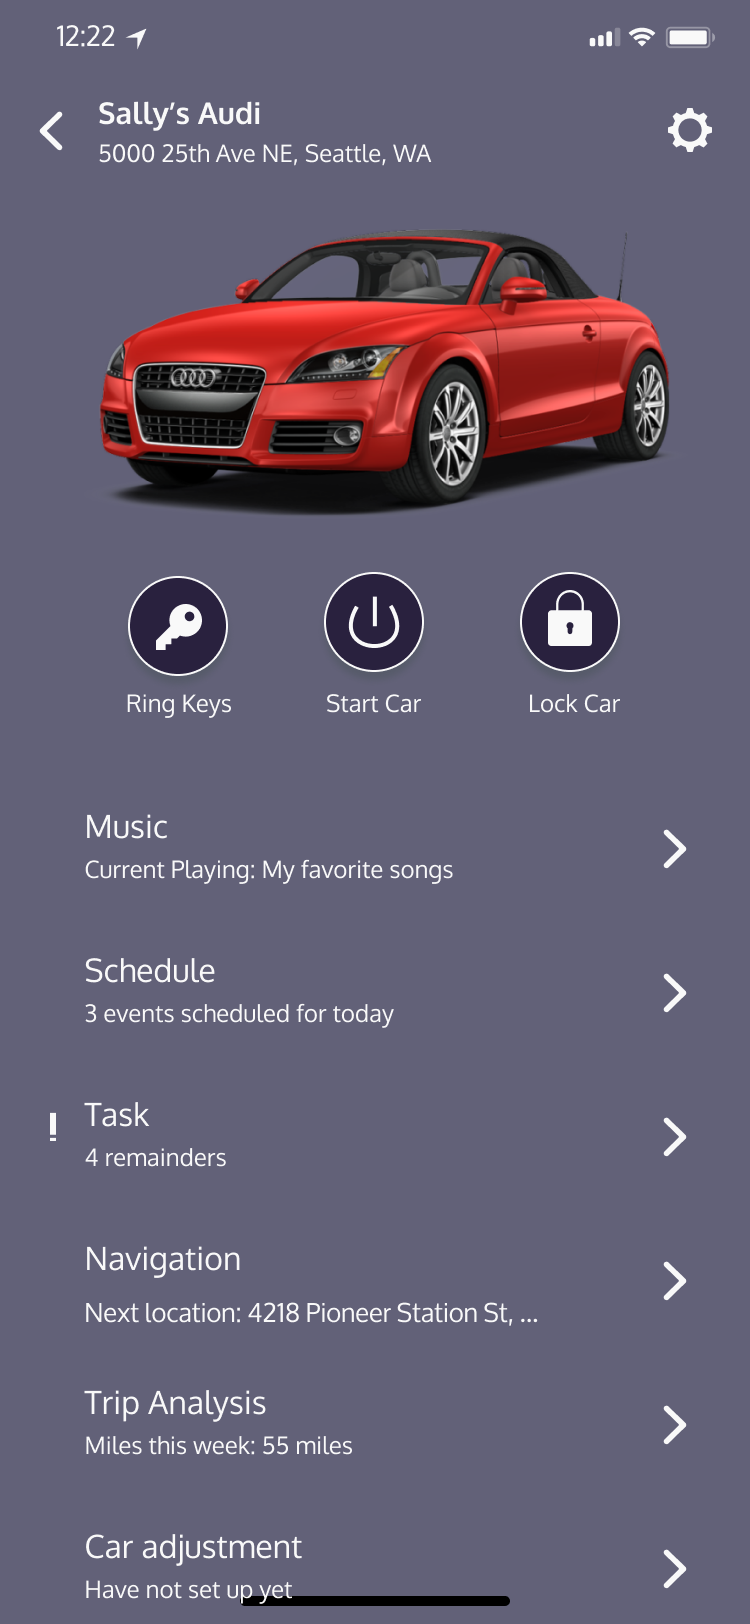 12:22
Sally's Audi
5000 25th Ave NE, Seattle, WA
Ring Keys
Start Car
Lock Car
Music
Current Playing: My favorite songs
Schedule
3 events scheduled for today
!
Task
4 remainders
Navigation
Next location: 4218 Pioneer Station St, ...
Trip Analysis
Miles this week: 55 miles
Car adjustment
Have not set up yet